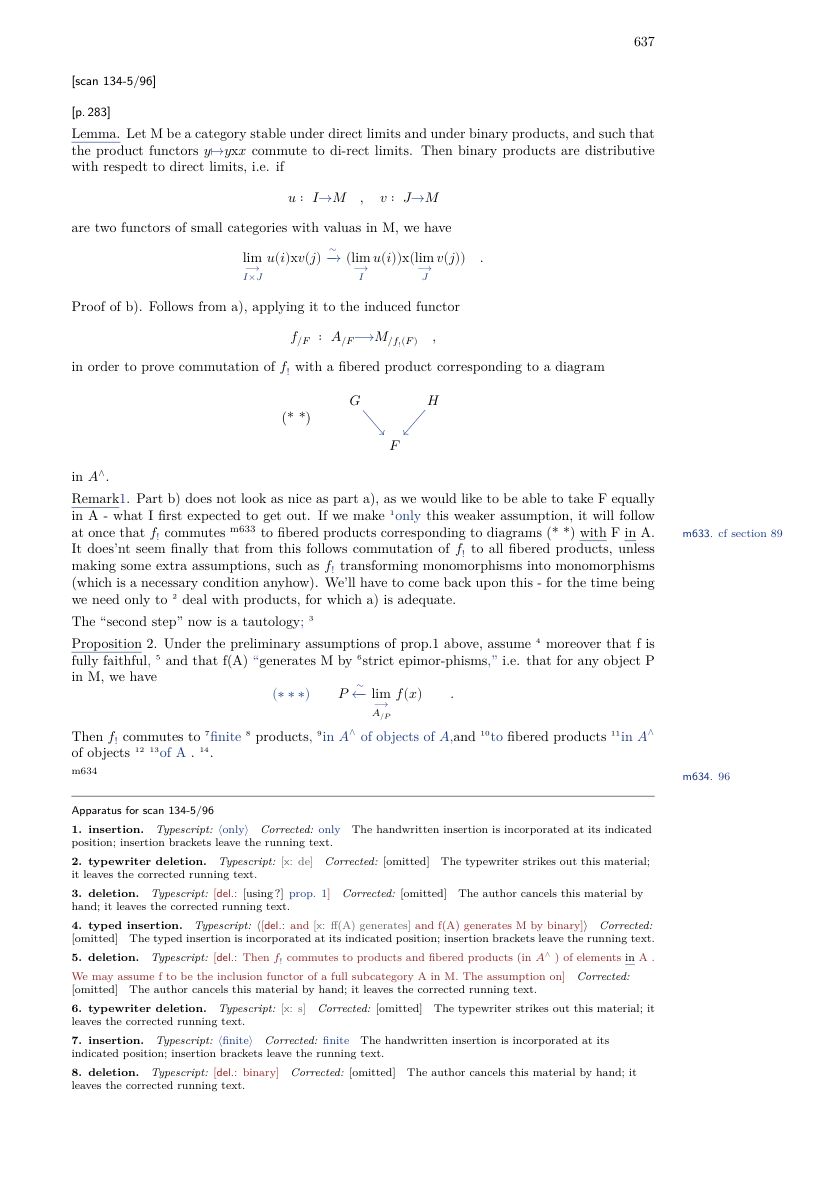 637
[scan 134-5/96]
[p. 283]
Lemma. Let M be a category stable under direct limits and under binary products, and such that
the product functors y↦yxx commute to di-rect limits. Then binary products are distributive
with respedt to direct limits, i.e. if
u : I→M , v : J→M
are two functors of small categories with valuas in M, we have
lim u(i)xv(j) →~ (lim u(i))x(lim v(j)) .
→ → →
I×J I J
Proof of b). Follows from a), applying it to the induced functor
f/F : A/F ⟶ M/f!(F) ,
in order to prove commutation of f! with a fibered product corresponding to a diagram
G H
(* *)
F
in A^.
Remark1. Part b) does not look as nice as part a), as we would like to be able to take F equally
in A - what I first expected to get out. If we make ¹only this weaker assumption, it will follow
at once that f! commutes m633 to fibered products corresponding to diagrams (* *) with F in A.
m633. cf section 89
It does'nt seem finally that from this follows commutation of f! to all fibered products, unless
making some extra assumptions, such as f! transforming monomorphisms into monomorphisms
(which is a necessary condition anyhow). We'll have to come back upon this - for the time being
we need only to ² deal with products, for which a) is adequate.
The “second step” now is a tautology; ³
Proposition 2. Under the preliminary assumptions of prop.1 above, assume ⁴ moreover that f is
fully faithful, ⁵ and that f(A) “generates M by ⁶strict epimor-phisms,” i.e. that for any object P
in M, we have
(∗ ∗ ∗) P ←~ lim f(x) .
→
A/P
Then f! commutes to ⁷finite ⁸ products, ⁹in A^ of objects of A,and ¹⁰to fibered products ¹¹in A^
of objects ¹² ¹³of A . ¹⁴.
m634
m634. 96
Apparatus for scan 134-5/96
1. insertion. Typescript: ⟨only⟩ Corrected: only The handwritten insertion is incorporated at its indicated
position; insertion brackets leave the running text.
2. typewriter deletion. Typescript: [x: de] Corrected: [omitted] The typewriter strikes out this material;
it leaves the corrected running text.
3. deletion. Typescript: [del.: [using ?] prop. 1] Corrected: [omitted] The author cancels this material by
hand; it leaves the corrected running text.
4. typed insertion. Typescript: ⟨[del.: and [x: ff(A) generates] and f(A) generates M by binary]⟩ Corrected:
[omitted] The typed insertion is incorporated at its indicated position; insertion brackets leave the running text.
5. deletion. Typescript: [del.: Then f! commutes to products and fibered products (in A^ ) of elements in A .
We may assume f to be the inclusion functor of a full subcategory A in M. The assumption on] Corrected:
[omitted] The author cancels this material by hand; it leaves the corrected running text.
6. typewriter deletion. Typescript: [x: s] Corrected: [omitted] The typewriter strikes out this material; it
leaves the corrected running text.
7. insertion. Typescript: ⟨finite⟩ Corrected: finite The handwritten insertion is incorporated at its
indicated position; insertion brackets leave the running text.
8. deletion. Typescript: [del.: binary] Corrected: [omitted] The author cancels this material by hand; it
leaves the corrected running text.